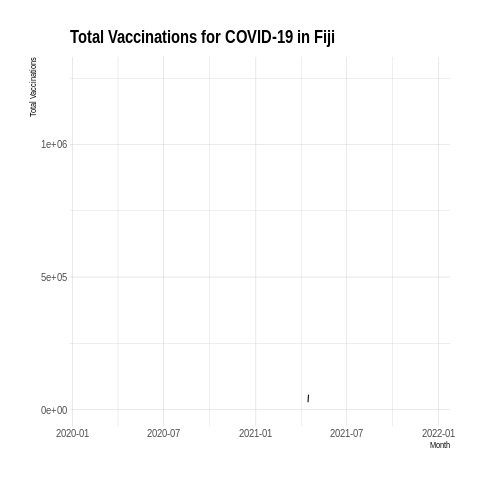 Total Vaccinations for COVID-19 in Fiji
Total Vaccinations
1e+06
5e+05
0e+00
2020-01 2020-07 2021-01 2021-07 2022-01
Month